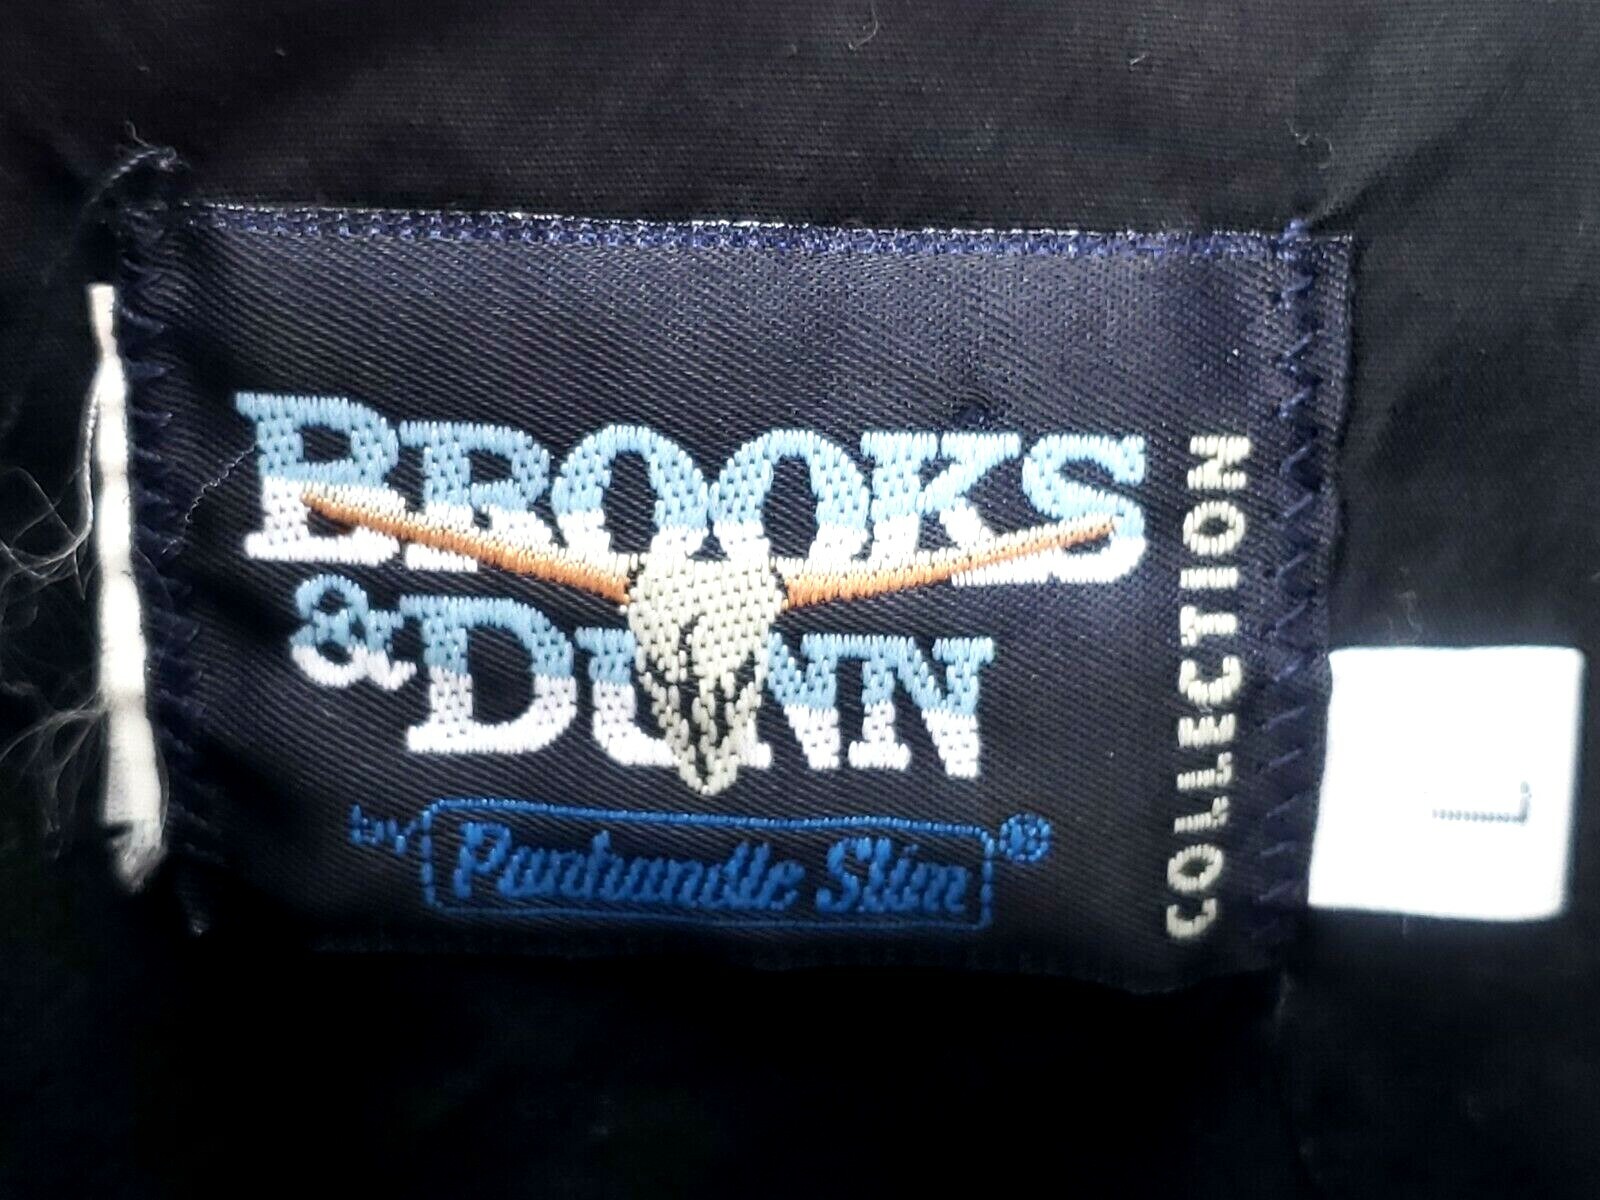 BROOKS
& DUNN
by Panhandle Slim®
COLLECTION
L